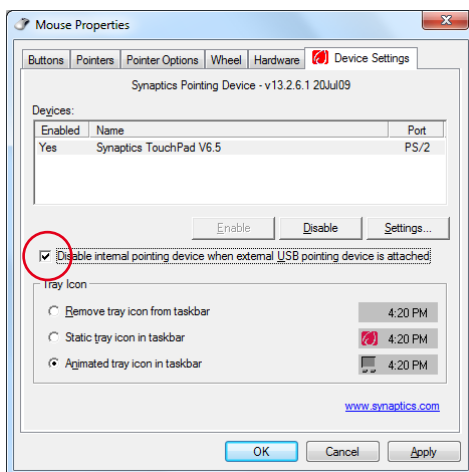 Mouse Properties
Buttons Pointers Pointer Options Wheel Hardware Device Settings
Synaptics Pointing Device - v13.2.6.1 20Jul09
Devices:
Enabled Name Port
Yes Synaptics TouchPad V6.5 PS/2
Enable Disable Settings...
Disable internal pointing device when external USB pointing device is attached
Tray Icon
Remove tray icon from taskbar 4:20 PM
Static tray icon in taskbar 4:20 PM
Animated tray icon in taskbar 4:20 PM
www.synaptics.com
OK Cancel Apply